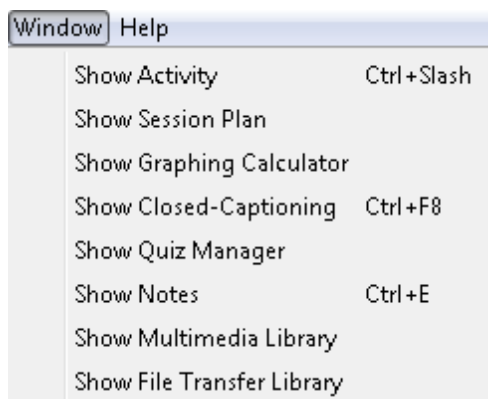 Window Help
Show Activity Ctrl+Slash
Show Session Plan
Show Graphing Calculator
Show Closed-Captioning Ctrl+F8
Show Quiz Manager
Show Notes Ctrl+E
Show Multimedia Library
Show File Transfer Library